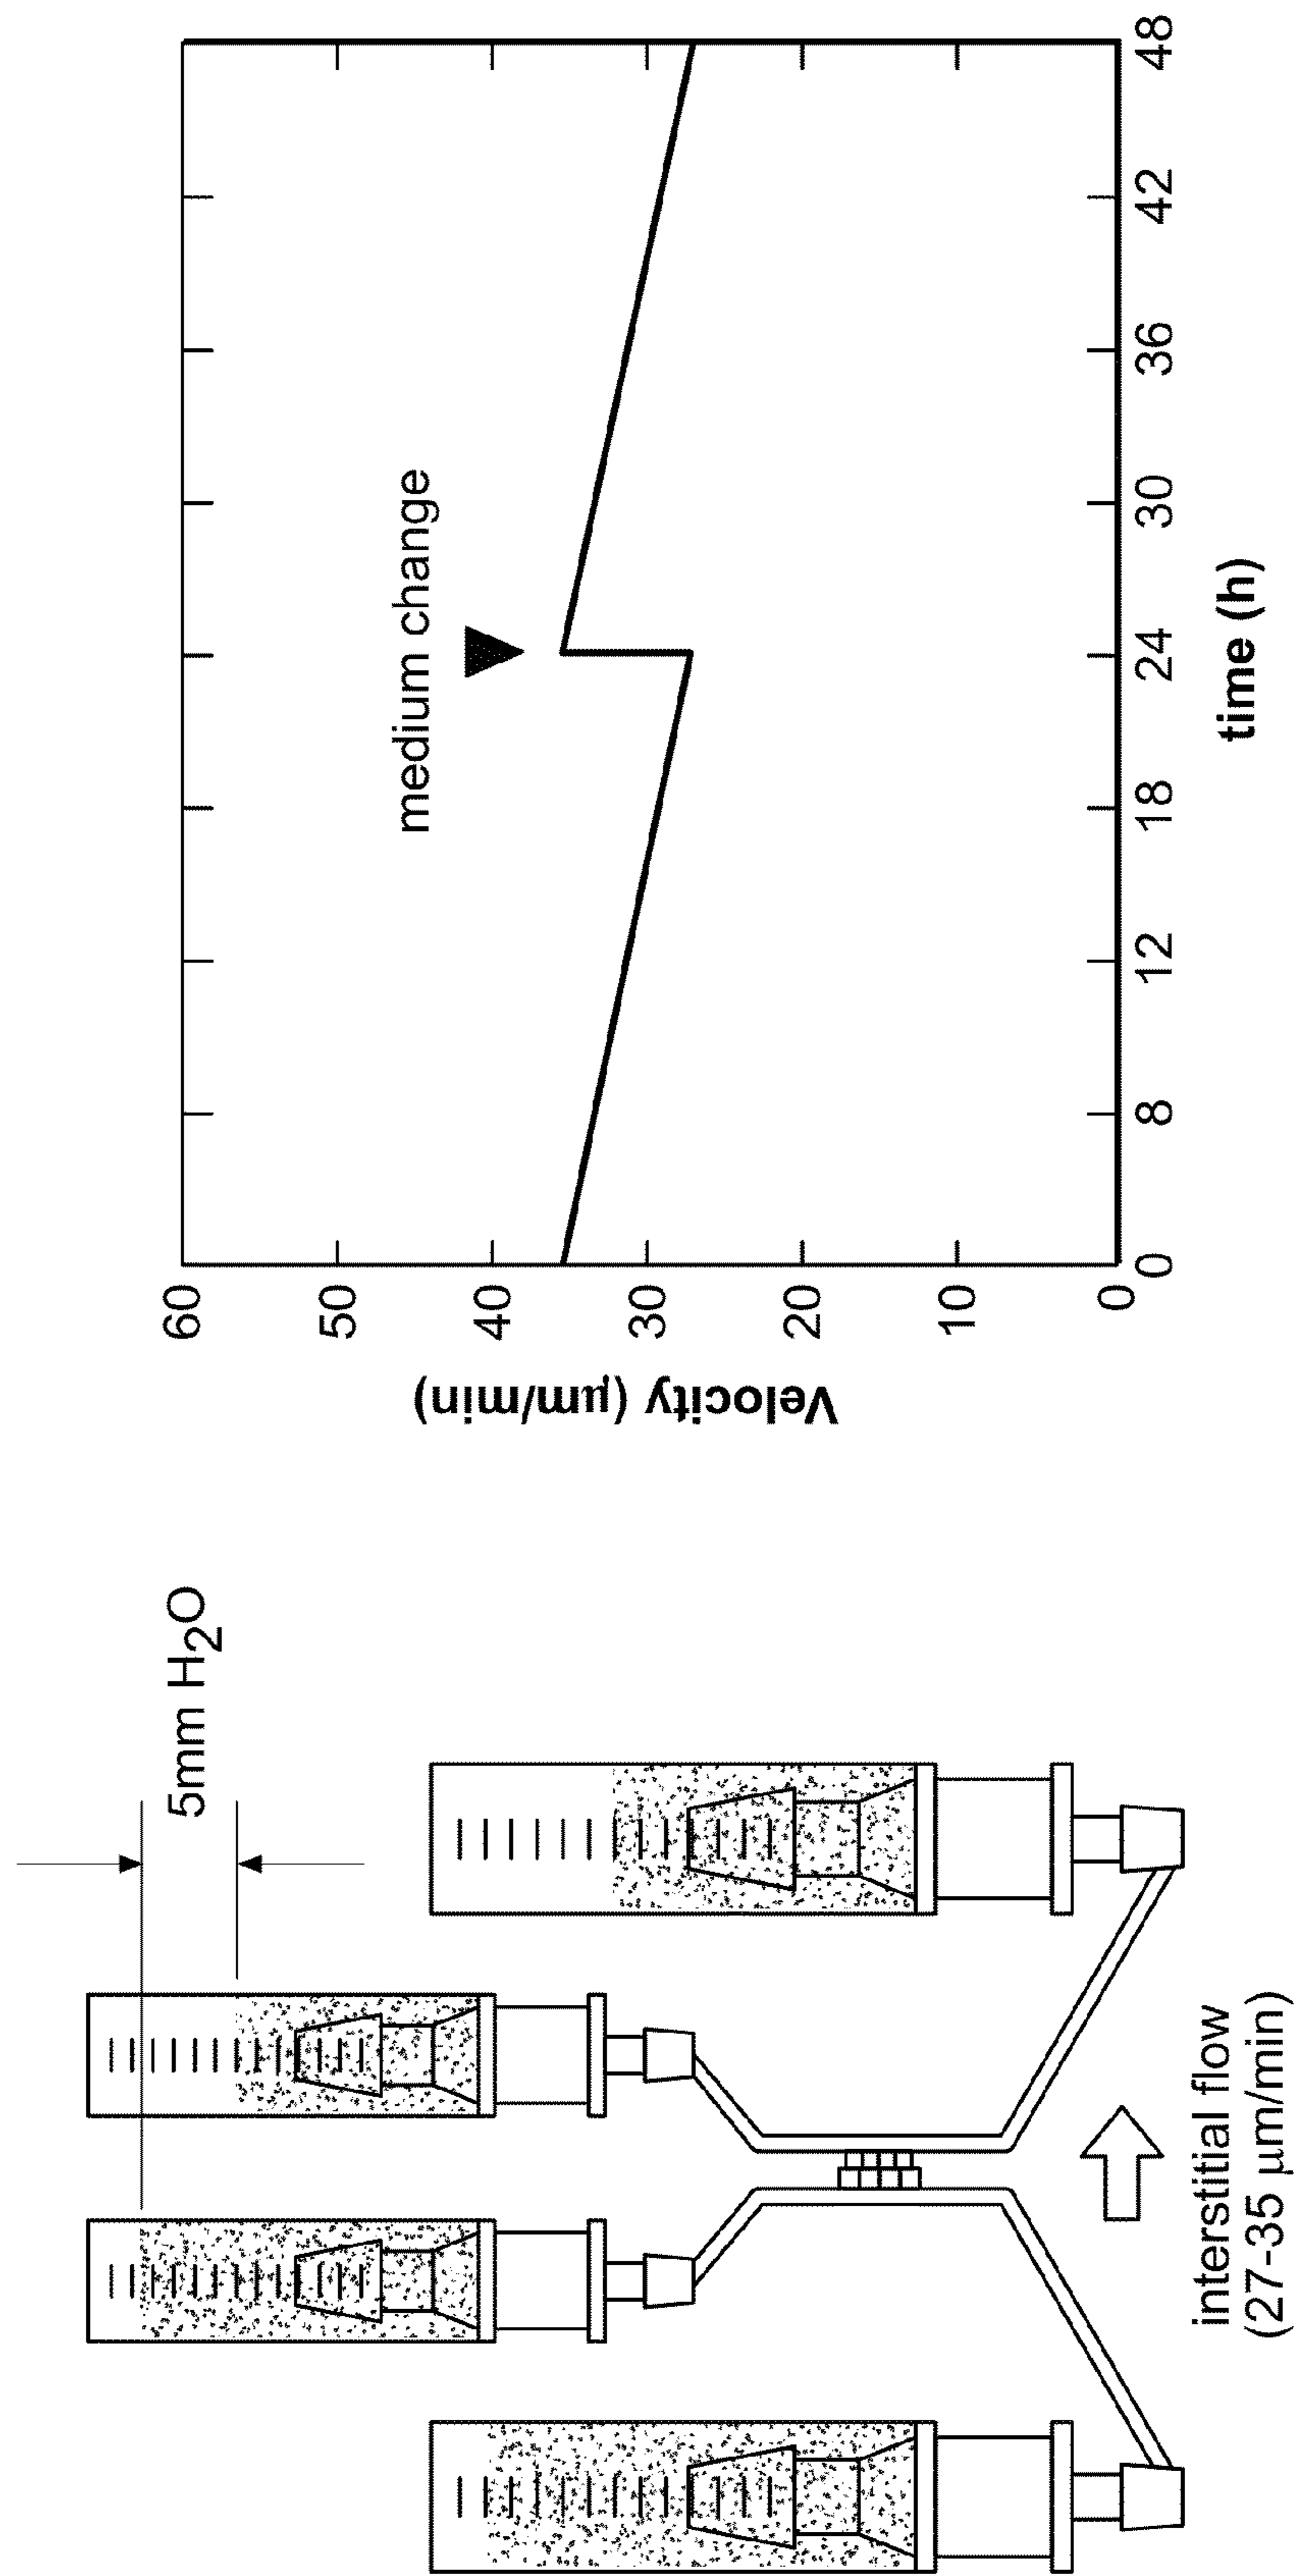 5mm H2O
interstitial flow
(27-35 µm/min)
Velocity (µm/min)
60
50
40
30
20
10
0
medium change
0
8
12
18
24
30
36
42
48
time (h)